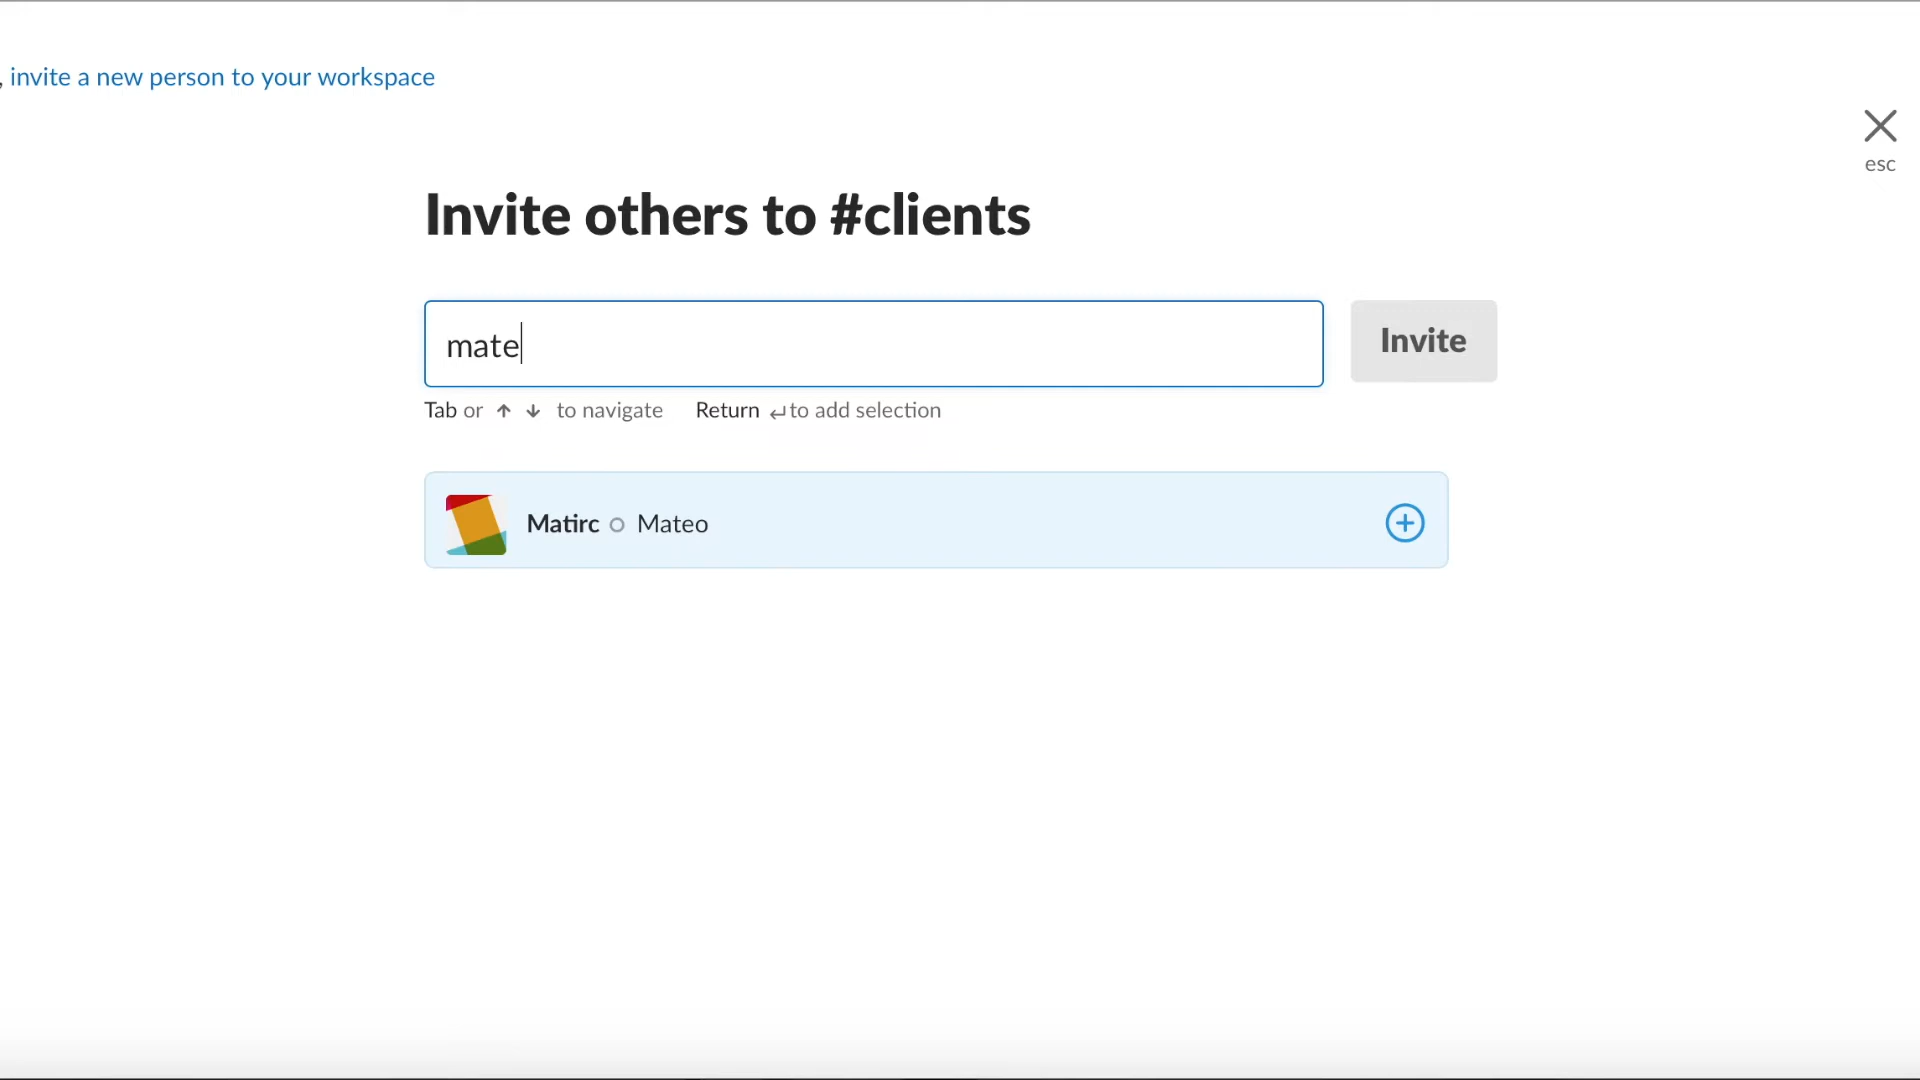 , invite a new person to your workspace
esc
Invite others to #clients
mate
Invite
Tab or ↑ ↓ to navigate Return ↵ to add selection
Matirc ○ Mateo